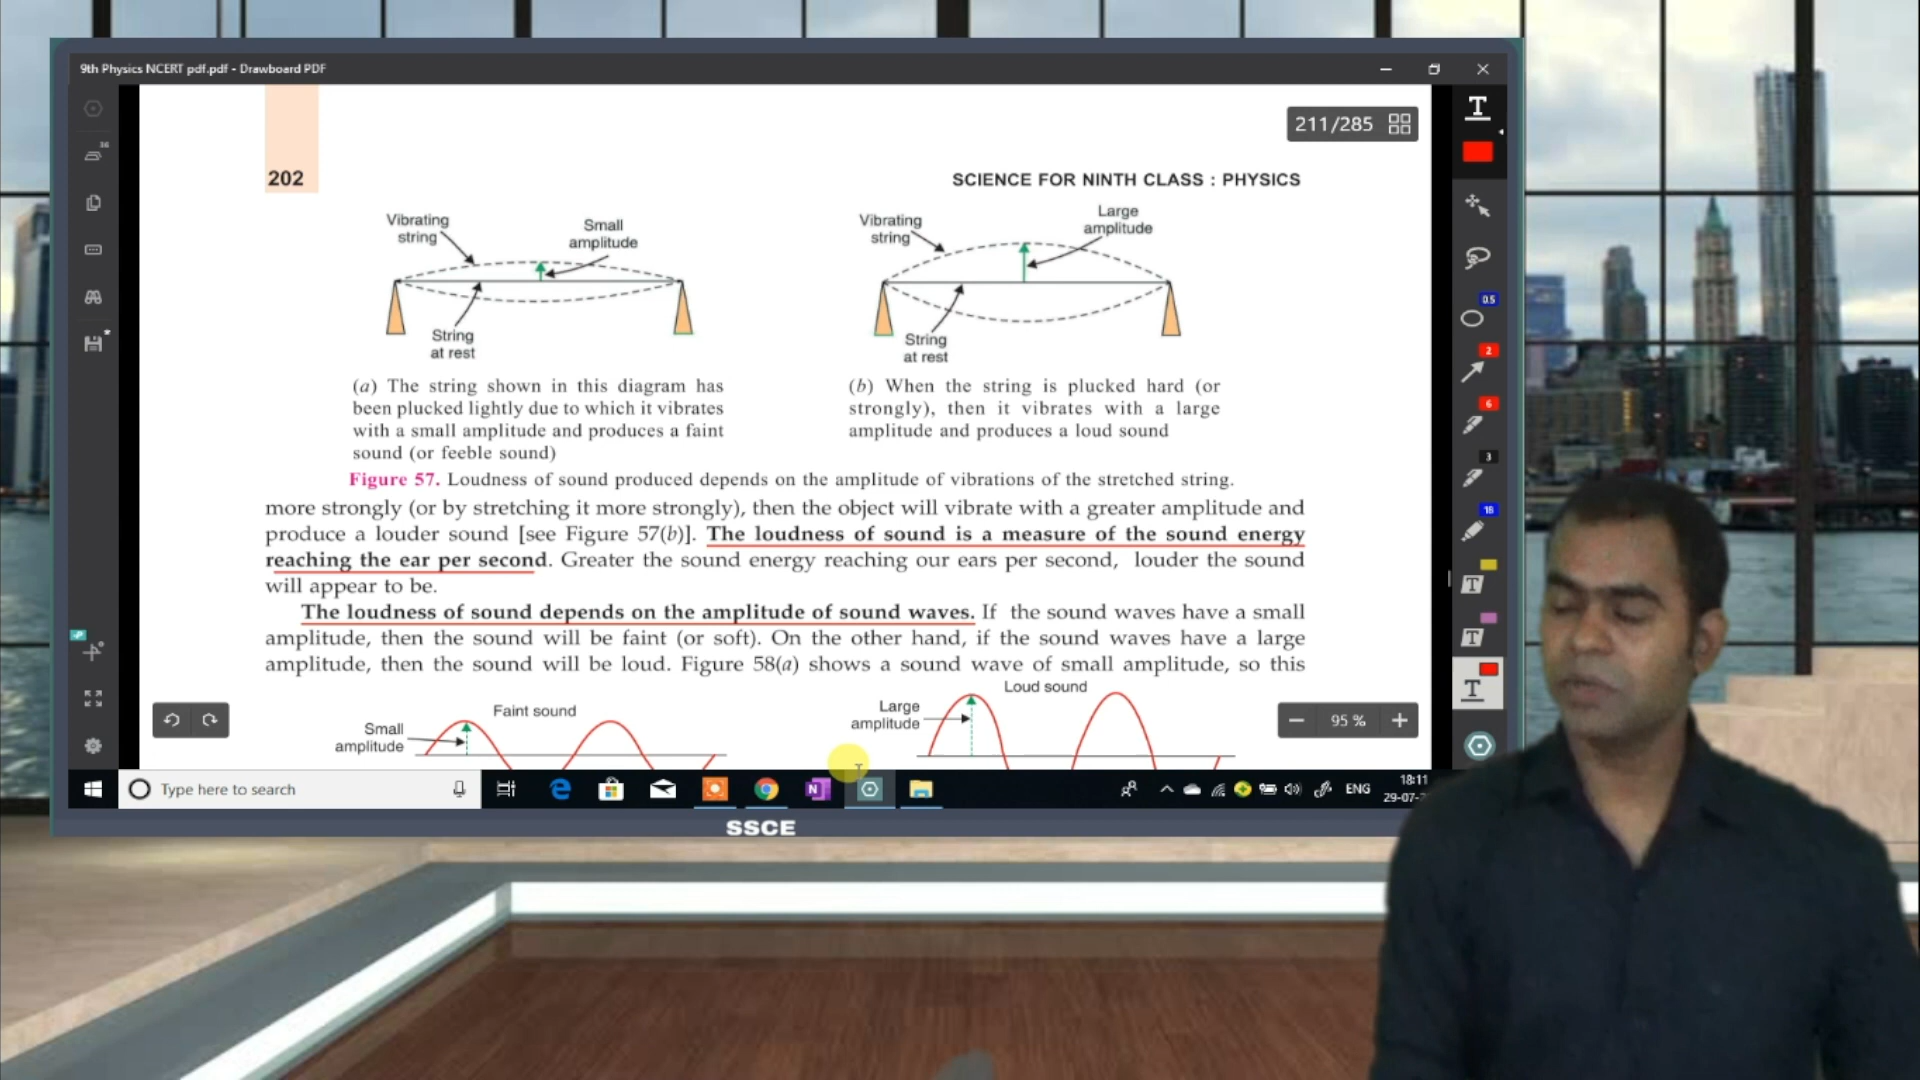 9th Physics NCERT pdf.pdf - Drawboard PDF
211/285
202
SCIENCE FOR NINTH CLASS : PHYSICS
Vibrating
string
Small
amplitude
String
at rest
Vibrating
string
Large
amplitude
String
at rest
(a) The string shown in this diagram has
been plucked lightly due to which it vibrates
with a small amplitude and produces a faint
sound (or feeble sound)
(b) When the string is plucked hard (or
strongly), then it vibrates with a large
amplitude and produces a loud sound
Figure 57. Loudness of sound produced depends on the amplitude of vibrations of the stretched string.
more strongly (or by stretching it more strongly), then the object will vibrate with a greater amplitude and
produce a louder sound [see Figure 57(b)]. The loudness of sound is a measure of the sound energy
reaching the ear per second. Greater the sound energy reaching our ears per second, louder the sound
will appear to be.
The loudness of sound depends on the amplitude of sound waves. If the sound waves have a small
amplitude, then the sound will be faint (or soft). On the other hand, if the sound waves have a large
amplitude, then the sound will be loud. Figure 58(a) shows a sound wave of small amplitude, so this
Faint sound
Small
amplitude
Loud sound
Large
amplitude
95 %
T
0.5
2
6
3
16
T
T
T
Type here to search
N
ENG
18:11
29-07-
SSCE